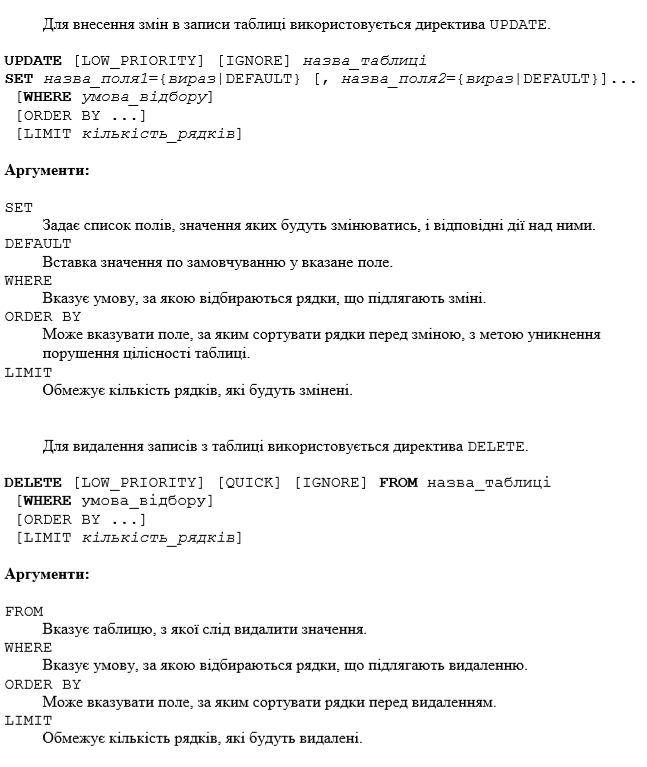 Для внесення змін в записи таблиці використовується директива UPDATE.
UPDATE [LOW_PRIORITY] [IGNORE] назва_таблиці
SET назва_поля1={вираз|DEFAULT} [, назва_поля2={вираз|DEFAULT}]...
[WHERE умова_відбору]
[ORDER BY ...]
[LIMIT кількість_рядків]
Аргументи:
SET
Задає список полів, значення яких будуть змінюватись, і відповідні дії над ними.
DEFAULT
Вставка значення по замовчуванню у вказане поле.
WHERE
Вказує умову, за якою відбираються рядки, що підлягають зміні.
ORDER BY
Може вказувати поле, за яким сортувати рядки перед зміною, з метою уникнення
порушення цілісності таблиці.
LIMIT
Обмежує кількість рядків, які будуть змінені.
Для видалення записів з таблиці використовується директива DELETE.
DELETE [LOW_PRIORITY] [QUICK] [IGNORE] FROM назва_таблиці
[WHERE умова_відбору]
[ORDER BY ...]
[LIMIT кількість_рядків]
Аргументи:
FROM
Вказує таблицю, з якої слід видалити значення.
WHERE
Вказує умову, за якою відбираються рядки, що підлягають видаленню.
ORDER BY
Може вказувати поле, за яким сортувати рядки перед видаленням.
LIMIT
Обмежує кількість рядків, які будуть видалені.